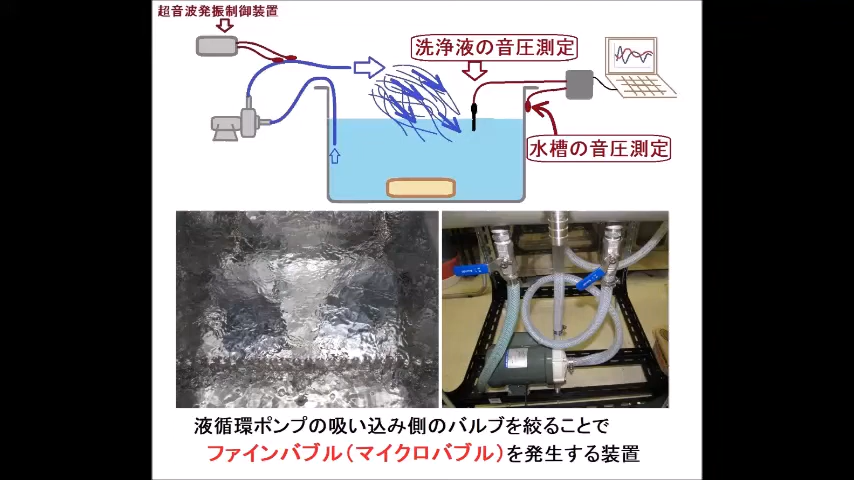 超音波発振制御装置
洗浄液の音圧測定
水槽の音圧測定
液循環ポンプの吸い込み側のバルブを絞ることで
ファインバブル（マイクロバブル）を発生する装置